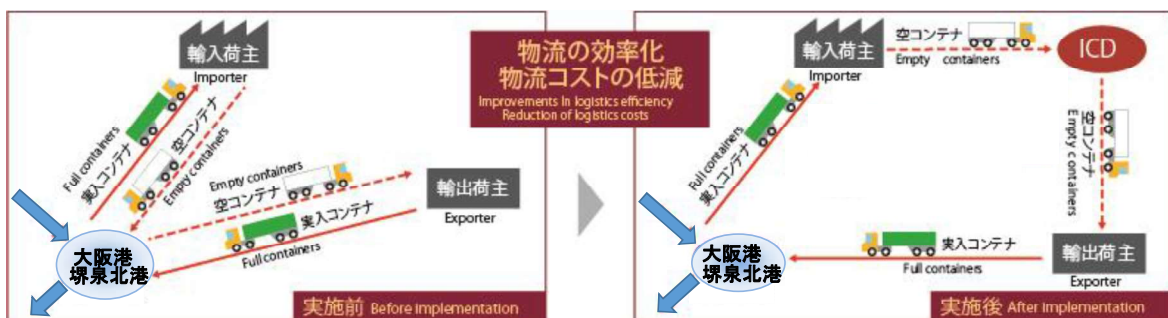 輸入荷主
Importer
Full containers
実入コンテナ
空コンテナ
Empty containers
Empty containers
空コンテナ
輸出荷主
Exporter
実入コンテナ
Full containers
大阪港
堺泉北港
実施前 Before implementation
物流の効率化
物流コストの低減
Improvements In logistics efficiency
Reduction of logistics costs
輸入荷主
Importer
空コンテナ
Empty containers
ICD
Full containers
実入コンテナ
空コンテナ
Empty containers
大阪港
堺泉北港
実入コンテナ
Full containers
輸出荷主
Exporter
実施後 After implementation